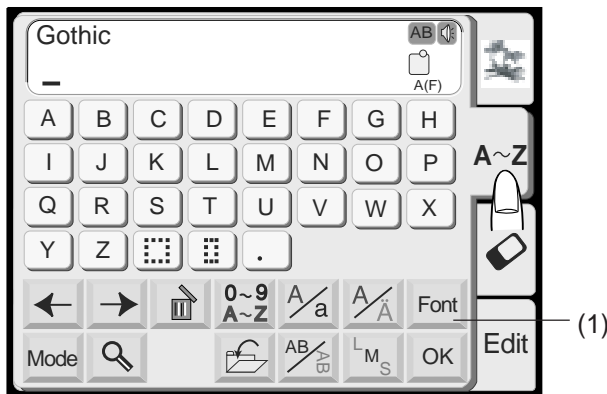 Gothic
AB
A(F)
_
A B C D E F G H
I J K L M N O P
Q R S T U V W X
Y Z .
A~Z
0~9
A~Z
A/a
A/Ä
Font
(1)
Mode
AB/AB
L M S
OK
Edit